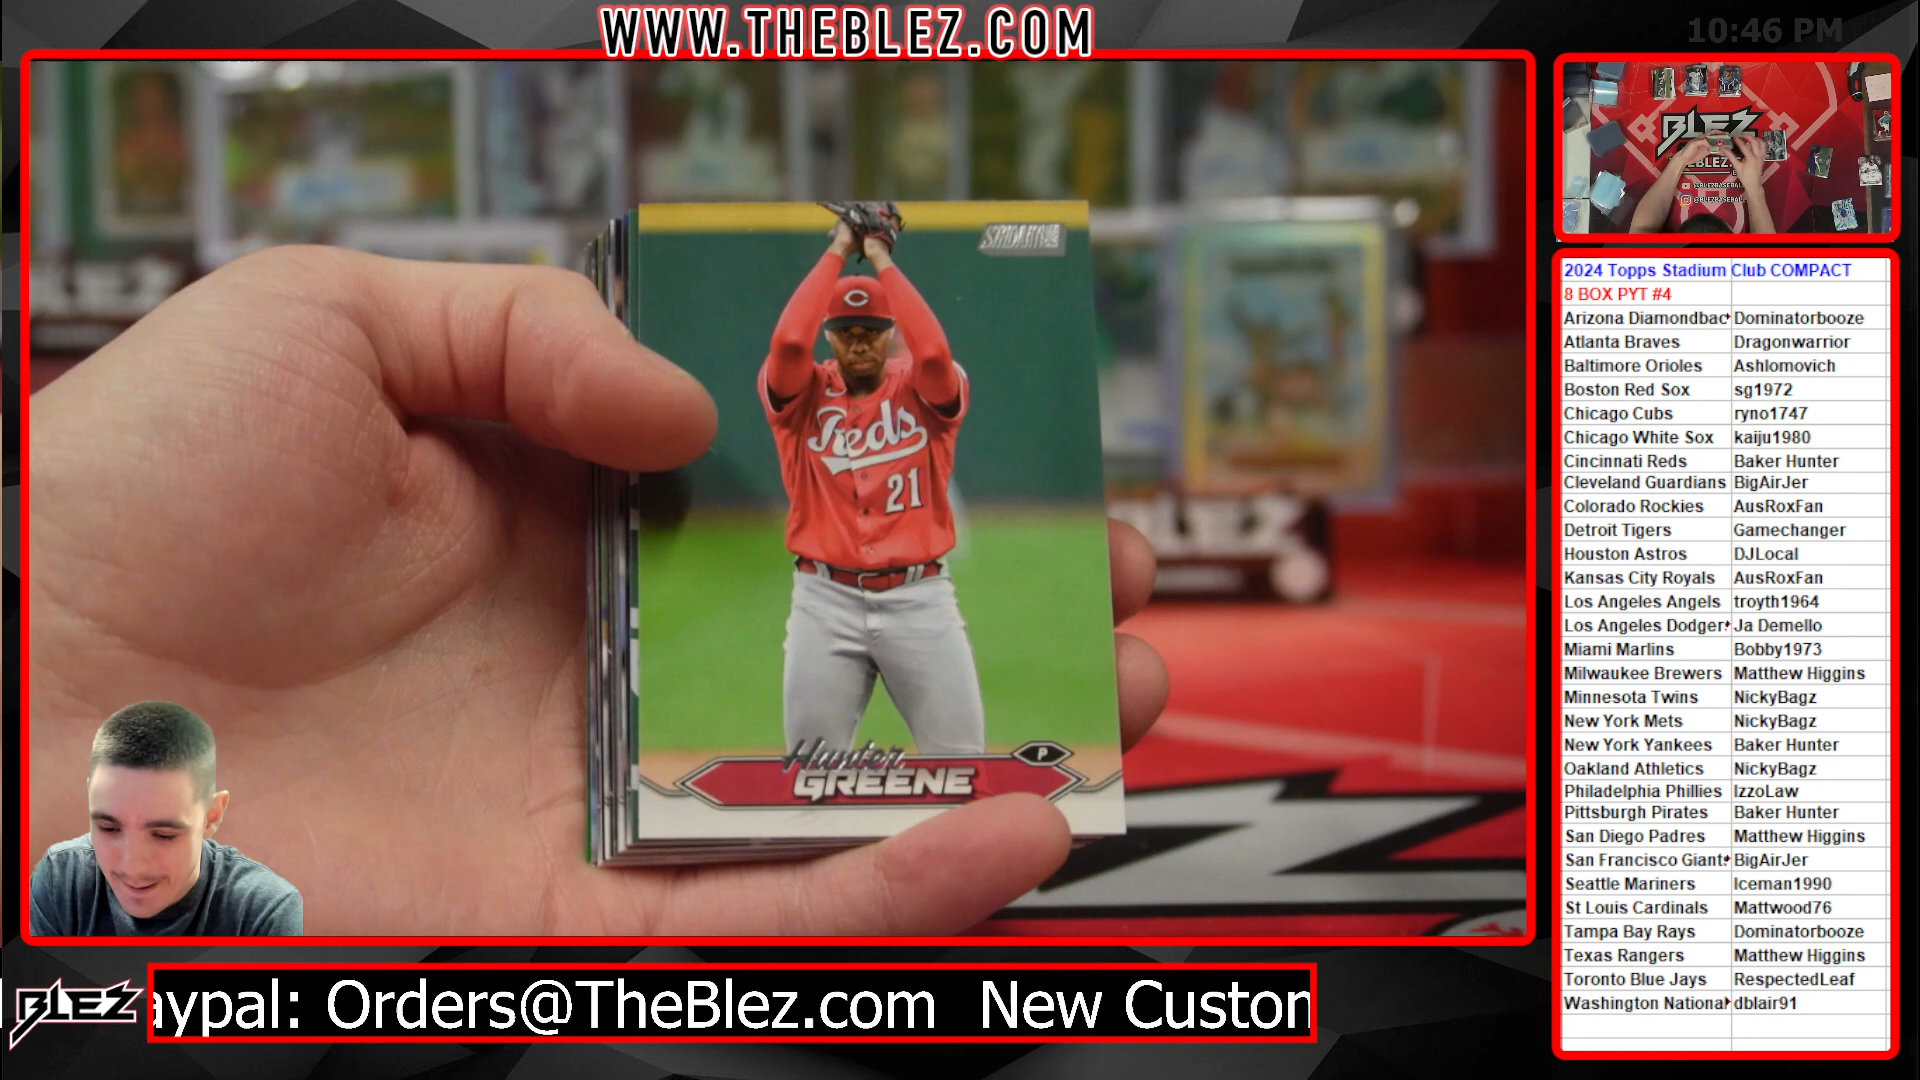 WWW.THEBLEZ.COM
10:46 PM
STADIUM
C
Reds
21
Hunter
GREENE
P
BLEZ
BLEZ
2024 Topps Stadium Club COMPACT
8 BOX PYT #4
Arizona Diamondbac Dominatorbooze
Atlanta Braves Dragonwarrior
Baltimore Orioles Ashlomovich
Boston Red Sox sg1972
Chicago Cubs ryno1747
Chicago White Sox kaiju1980
Cincinnati Reds Baker Hunter
Cleveland Guardians BigAirJer
Colorado Rockies AusRoxFan
Detroit Tigers Gamechanger
Houston Astros DJLocal
Kansas City Royals AusRoxFan
Los Angeles Angels troyth1964
Los Angeles Dodger Ja Demello
Miami Marlins Bobby1973
Milwaukee Brewers Matthew Higgins
Minnesota Twins NickyBagz
New York Mets NickyBagz
New York Yankees Baker Hunter
Oakland Athletics NickyBagz
Philadelphia Phillies IzzoLaw
Pittsburgh Pirates Baker Hunter
San Diego Padres Matthew Higgins
San Francisco Giant BigAirJer
Seattle Mariners Iceman1990
St Louis Cardinals Mattwood76
Tampa Bay Rays Dominatorbooze
Texas Rangers Matthew Higgins
Toronto Blue Jays RespectedLeaf
Washington Nationa dblair91
BLEZ
aypal: Orders@TheBlez.com New Custom